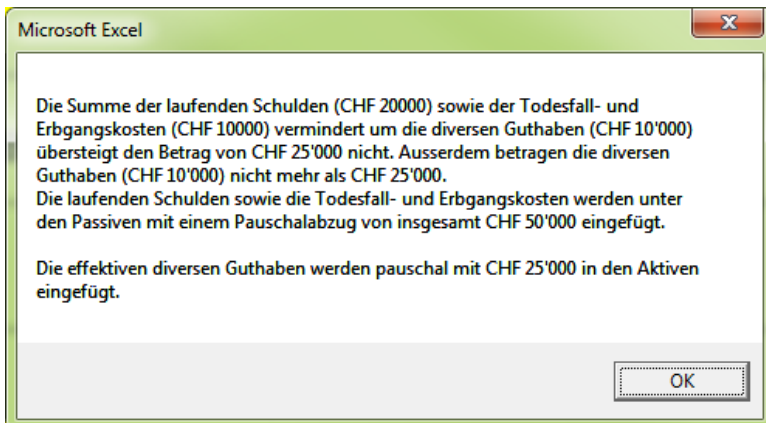 Microsoft Excel
Die Summe der laufenden Schulden (CHF 20000) sowie der Todesfall- und
Erbgangskosten (CHF 10000) vermindert um die diversen Guthaben (CHF 10'000)
übersteigt den Betrag von CHF 25'000 nicht. Ausserdem betragen die diversen
Guthaben (CHF 10'000) nicht mehr als CHF 25'000.
Die laufenden Schulden sowie die Todesfall- und Erbgangskosten werden unter
den Passiven mit einem Pauschalabzug von insgesamt CHF 50'000 eingefügt.
Die effektiven diversen Guthaben werden pauschal mit CHF 25'000 in den Aktiven
eingefügt.
OK